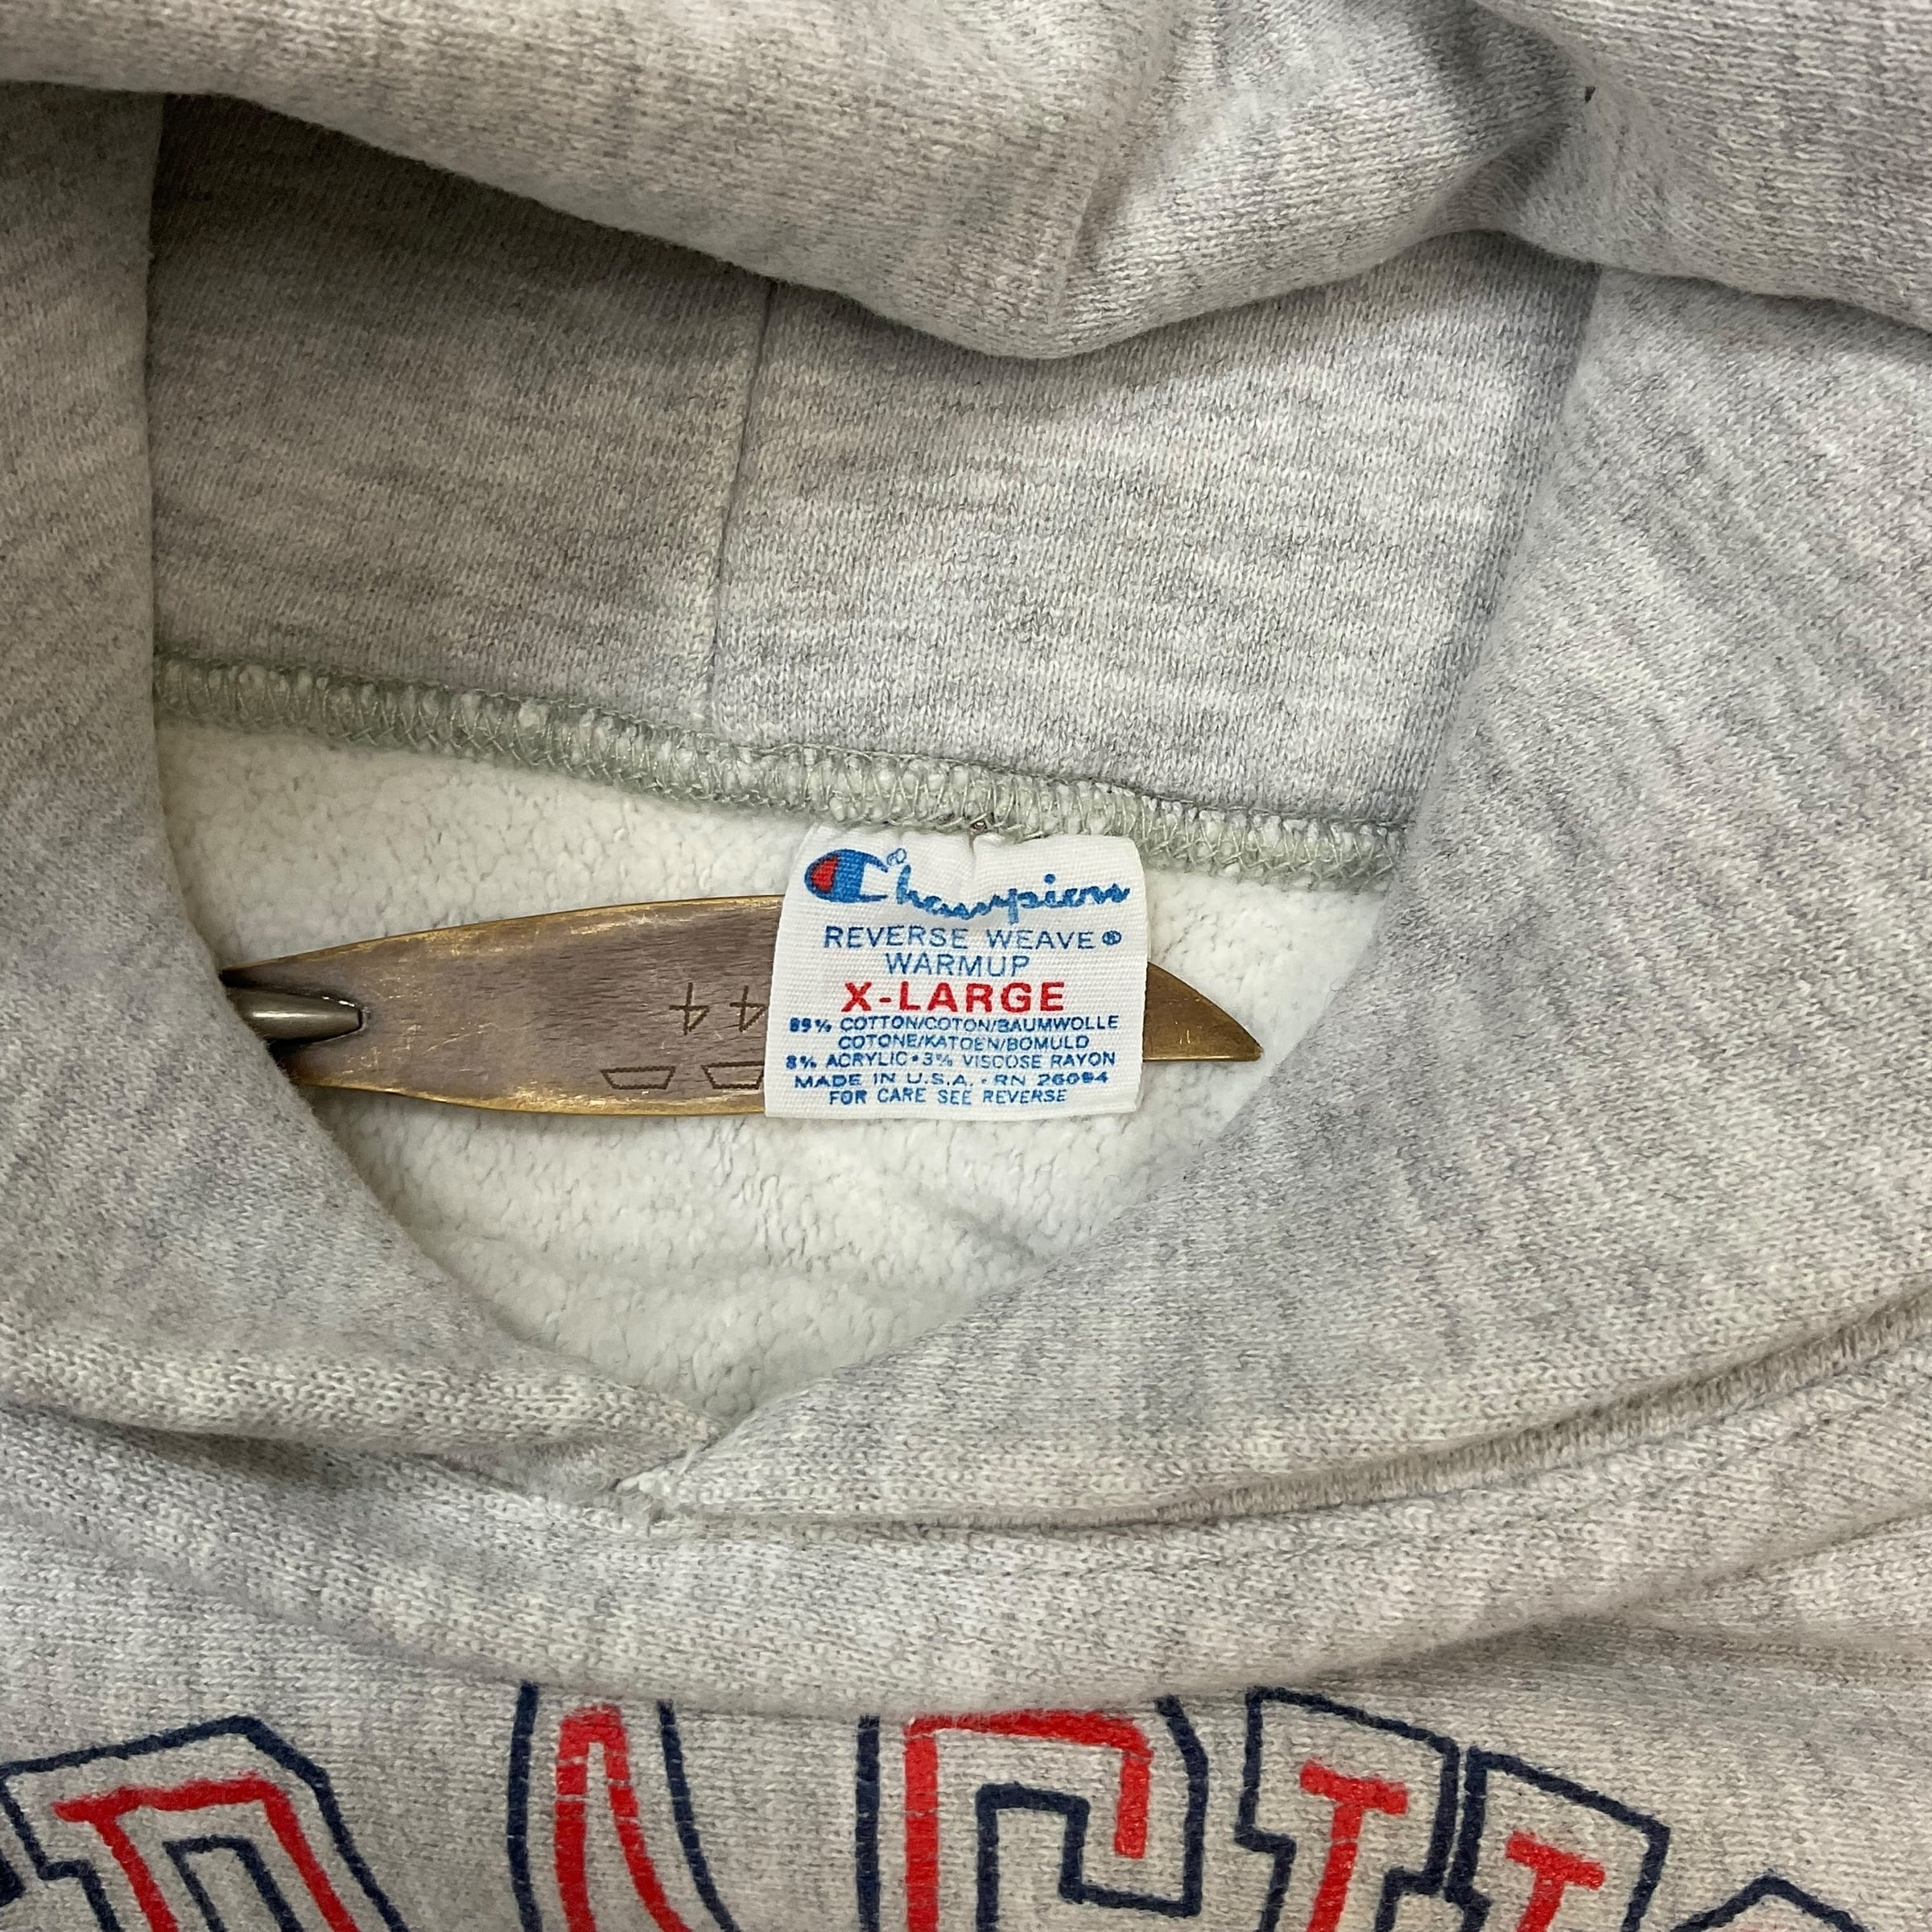 Champion®
REVERSE WEAVE®
WARMUP
X-LARGE
89% COTTON/COTON/BAUMWOLLE
COTONE/KATOEN/BOMULD
8% ACRYLIC•3% VISCOSE RAYON
MADE IN U.S.A. • RN 26094
FOR CARE SEE REVERSE
44